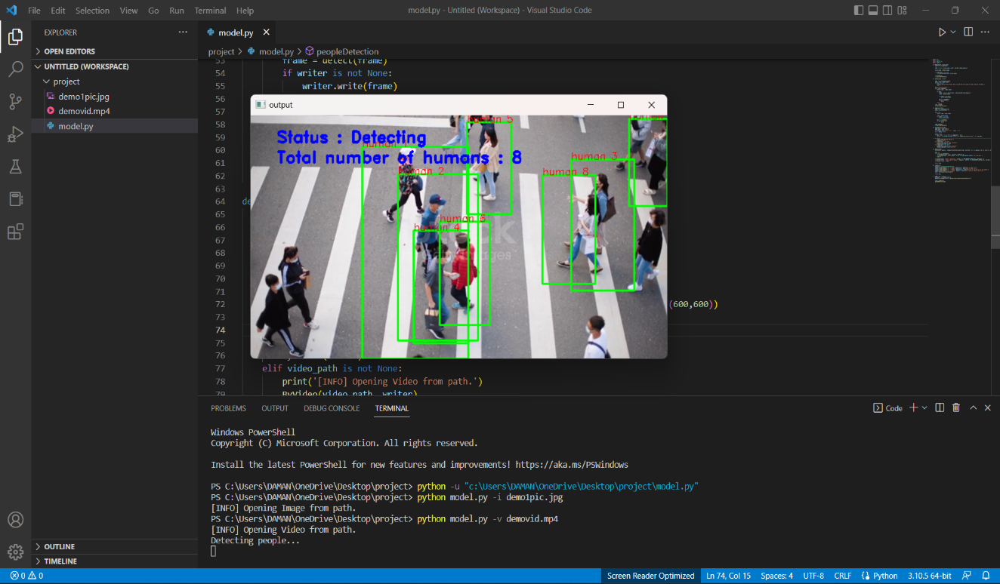 File Edit Selection View Go Run Terminal Help
model.py - Untitled (Workspace) - Visual Studio Code
EXPLORER
OPEN EDITORS
UNTITLED (WORKSPACE)
project
demo1pic.jpg
demovid.mp4
model.py
OUTLINE
TIMELINE
model.py
project > model.py > peopleDetection
53 frame = detect(frame)
54 if writer is not None:
55 writer.write(frame)
56
57
58
59
60
61
62
63
64 de
65
66
67
68
69
70
71
72 (600,600))
73
74
75
76
77 elif video_path is not None:
78 print('[INFO] Opening Video from path.')
79 ByVideo(video_path, writer)
output
Status : Detecting
Total number of humans : 8
human 5
human
human 2
human 3
human 8
human 6
human 4
PROBLEMS OUTPUT DEBUG CONSOLE TERMINAL
Code
Windows PowerShell
Copyright (C) Microsoft Corporation. All rights reserved.
Install the latest PowerShell for new features and improvements! https://aka.ms/PSWindows
PS C:\Users\DAMAN\OneDrive\Desktop\project> python -u "c:\Users\DAMAN\OneDrive\Desktop\project\model.py"
PS C:\Users\DAMAN\OneDrive\Desktop\project> python model.py -i demo1pic.jpg
[INFO] Opening Image from path.
PS C:\Users\DAMAN\OneDrive\Desktop\project> python model.py -v demovid.mp4
[INFO] Opening Video from path.
Detecting people...
0 0
Screen Reader Optimized Ln 74, Col 15 Spaces: 4 UTF-8 CRLF Python 3.10.5 64-bit